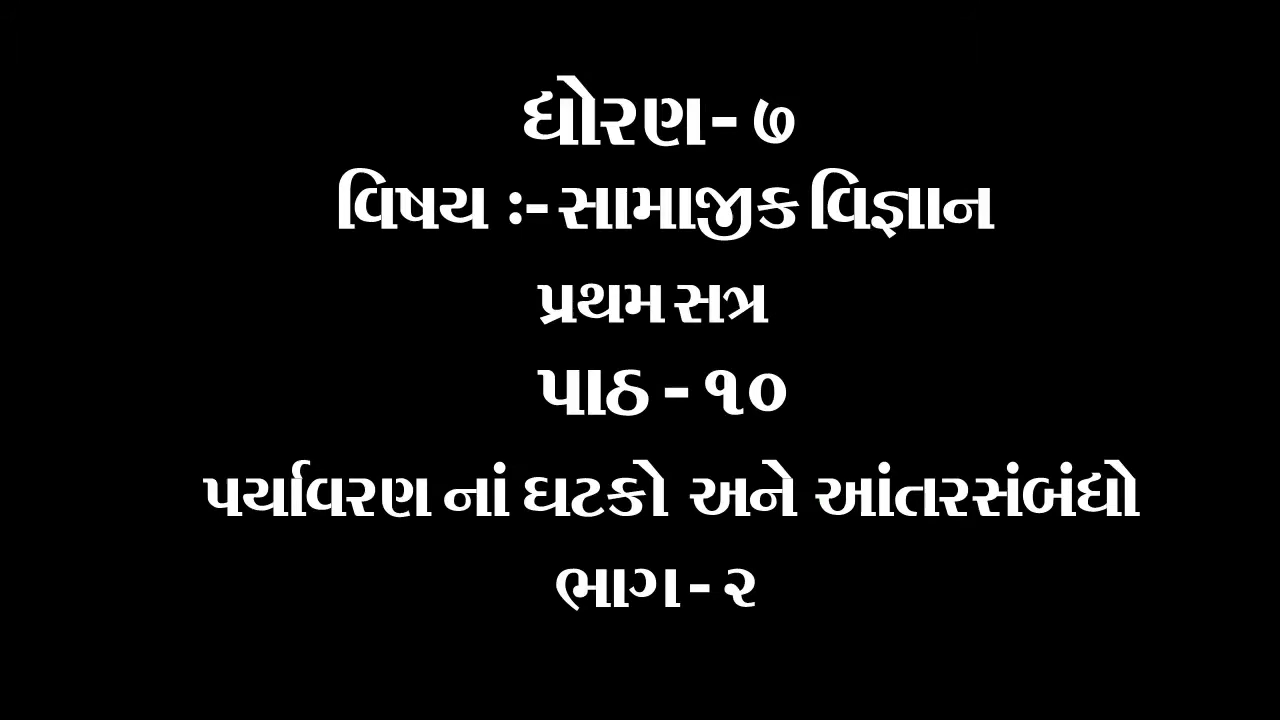 ધોરણ- ૭
વિષય :- સામાજીક વિજ્ઞાન
પ્રથમ સત્ર
પાઠ - ૧૦
પર્યાવરણ નાં ઘટકો અને આંતરસંબંધો
ભાગ - ૨